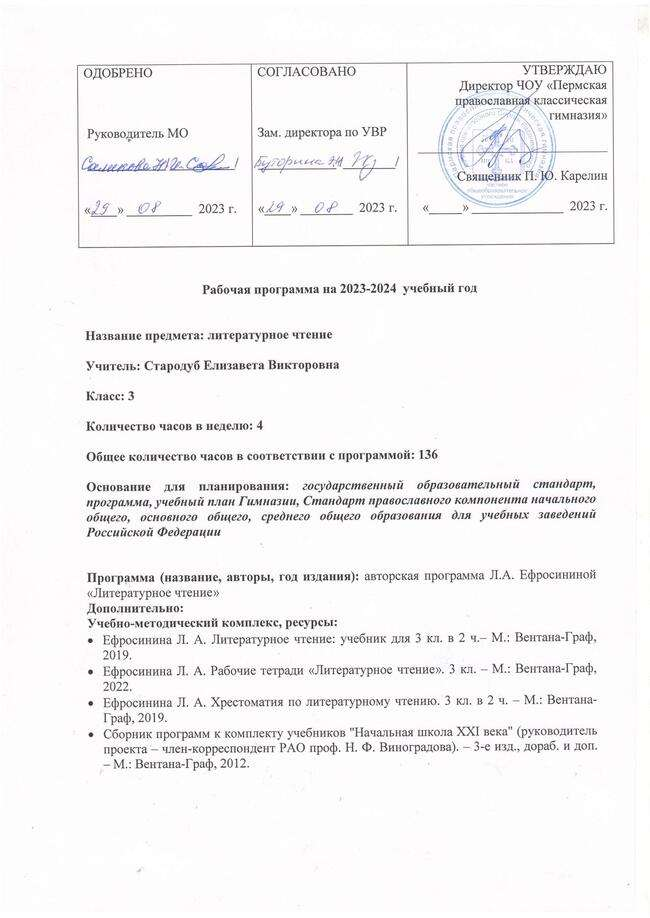 ОДОБРЕНО
Руководитель МО
«29» 08 2023 г.
СОГЛАСОВАНО
Зам. директора по УВР
Буторина
«29» 08 2023 г.
УТВЕРЖДАЮ
Директор ЧОУ «Пермская
православная классическая
гимназия»
Священник П. Ю. Карелин
«_____» ______________ 2023 г.
Рабочая программа на 2023-2024 учебный год
Название предмета: литературное чтение
Учитель: Стародуб Елизавета Викторовна
Класс: 3
Количество часов в неделю: 4
Общее количество часов в соответствии с программой: 136
Основание для планирования: государственный образовательный стандарт,
программа, учебный план Гимназии, Стандарт православного компонента начального
общего, основного общего, среднего общего образования для учебных заведений
Российской Федерации
Программа (название, авторы, год издания): авторская программа Л.А. Ефросининой
«Литературное чтение»
Дополнительно:
Учебно-методический комплекс, ресурсы:
• Ефросинина Л. А. Литературное чтение: учебник для 3 кл. в 2 ч.– М.: Вентана-Граф,
2019.
• Ефросинина Л. А. Рабочие тетради «Литературное чтение». 3 кл. – М.: Вентана-Граф,
2022.
• Ефросинина Л. А. Хрестоматия по литературному чтению. 3 кл. в 2 ч. – М.: Вентана-
Граф, 2019.
• Сборник программ к комплекту учебников "Начальная школа XXI века" (руководитель
проекта – член-корреспондент РАО проф. Н. Ф. Виноградова). – 3-е изд., дораб. и доп.
– М.: Вентана-Граф, 2012.